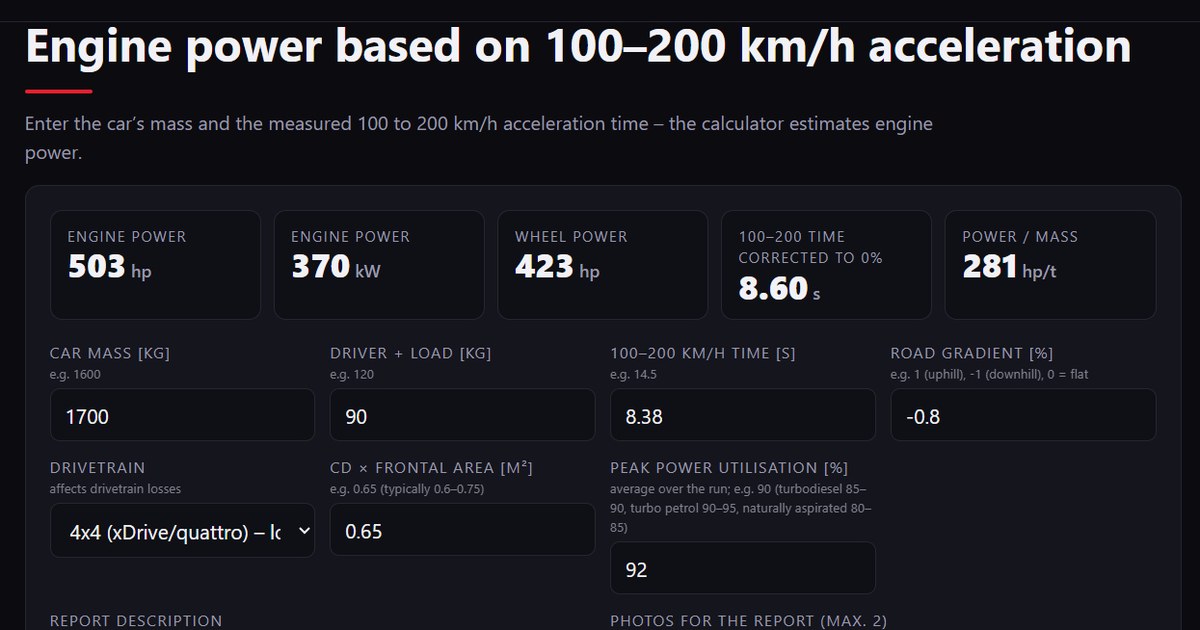 Engine power based on 100–200 km/h acceleration
Enter the car’s mass and the measured 100 to 200 km/h acceleration time – the calculator estimates engine
power.
ENGINE POWER
503 hp
ENGINE POWER
370 kW
WHEEL POWER
423 hp
100–200 TIME
CORRECTED TO 0%
8.60 s
POWER / MASS
281 hp/t
CAR MASS [KG]
e.g. 1600
1700
DRIVER + LOAD [KG]
e.g. 120
90
100–200 KM/H TIME [S]
e.g. 14.5
8.38
ROAD GRADIENT [%]
e.g. 1 (uphill), -1 (downhill), 0 = flat
-0.8
DRIVETRAIN
affects drivetrain losses
4x4 (xDrive/quattro) – lo
CD × FRONTAL AREA [M²]
e.g. 0.65 (typically 0.6–0.75)
0.65
PEAK POWER UTILISATION [%]
average over the run; e.g. 90 (turbodiesel 85–
90, turbo petrol 90–95, naturally aspirated 80–
85)
92
REPORT DESCRIPTION
PHOTOS FOR THE REPORT (MAX. 2)